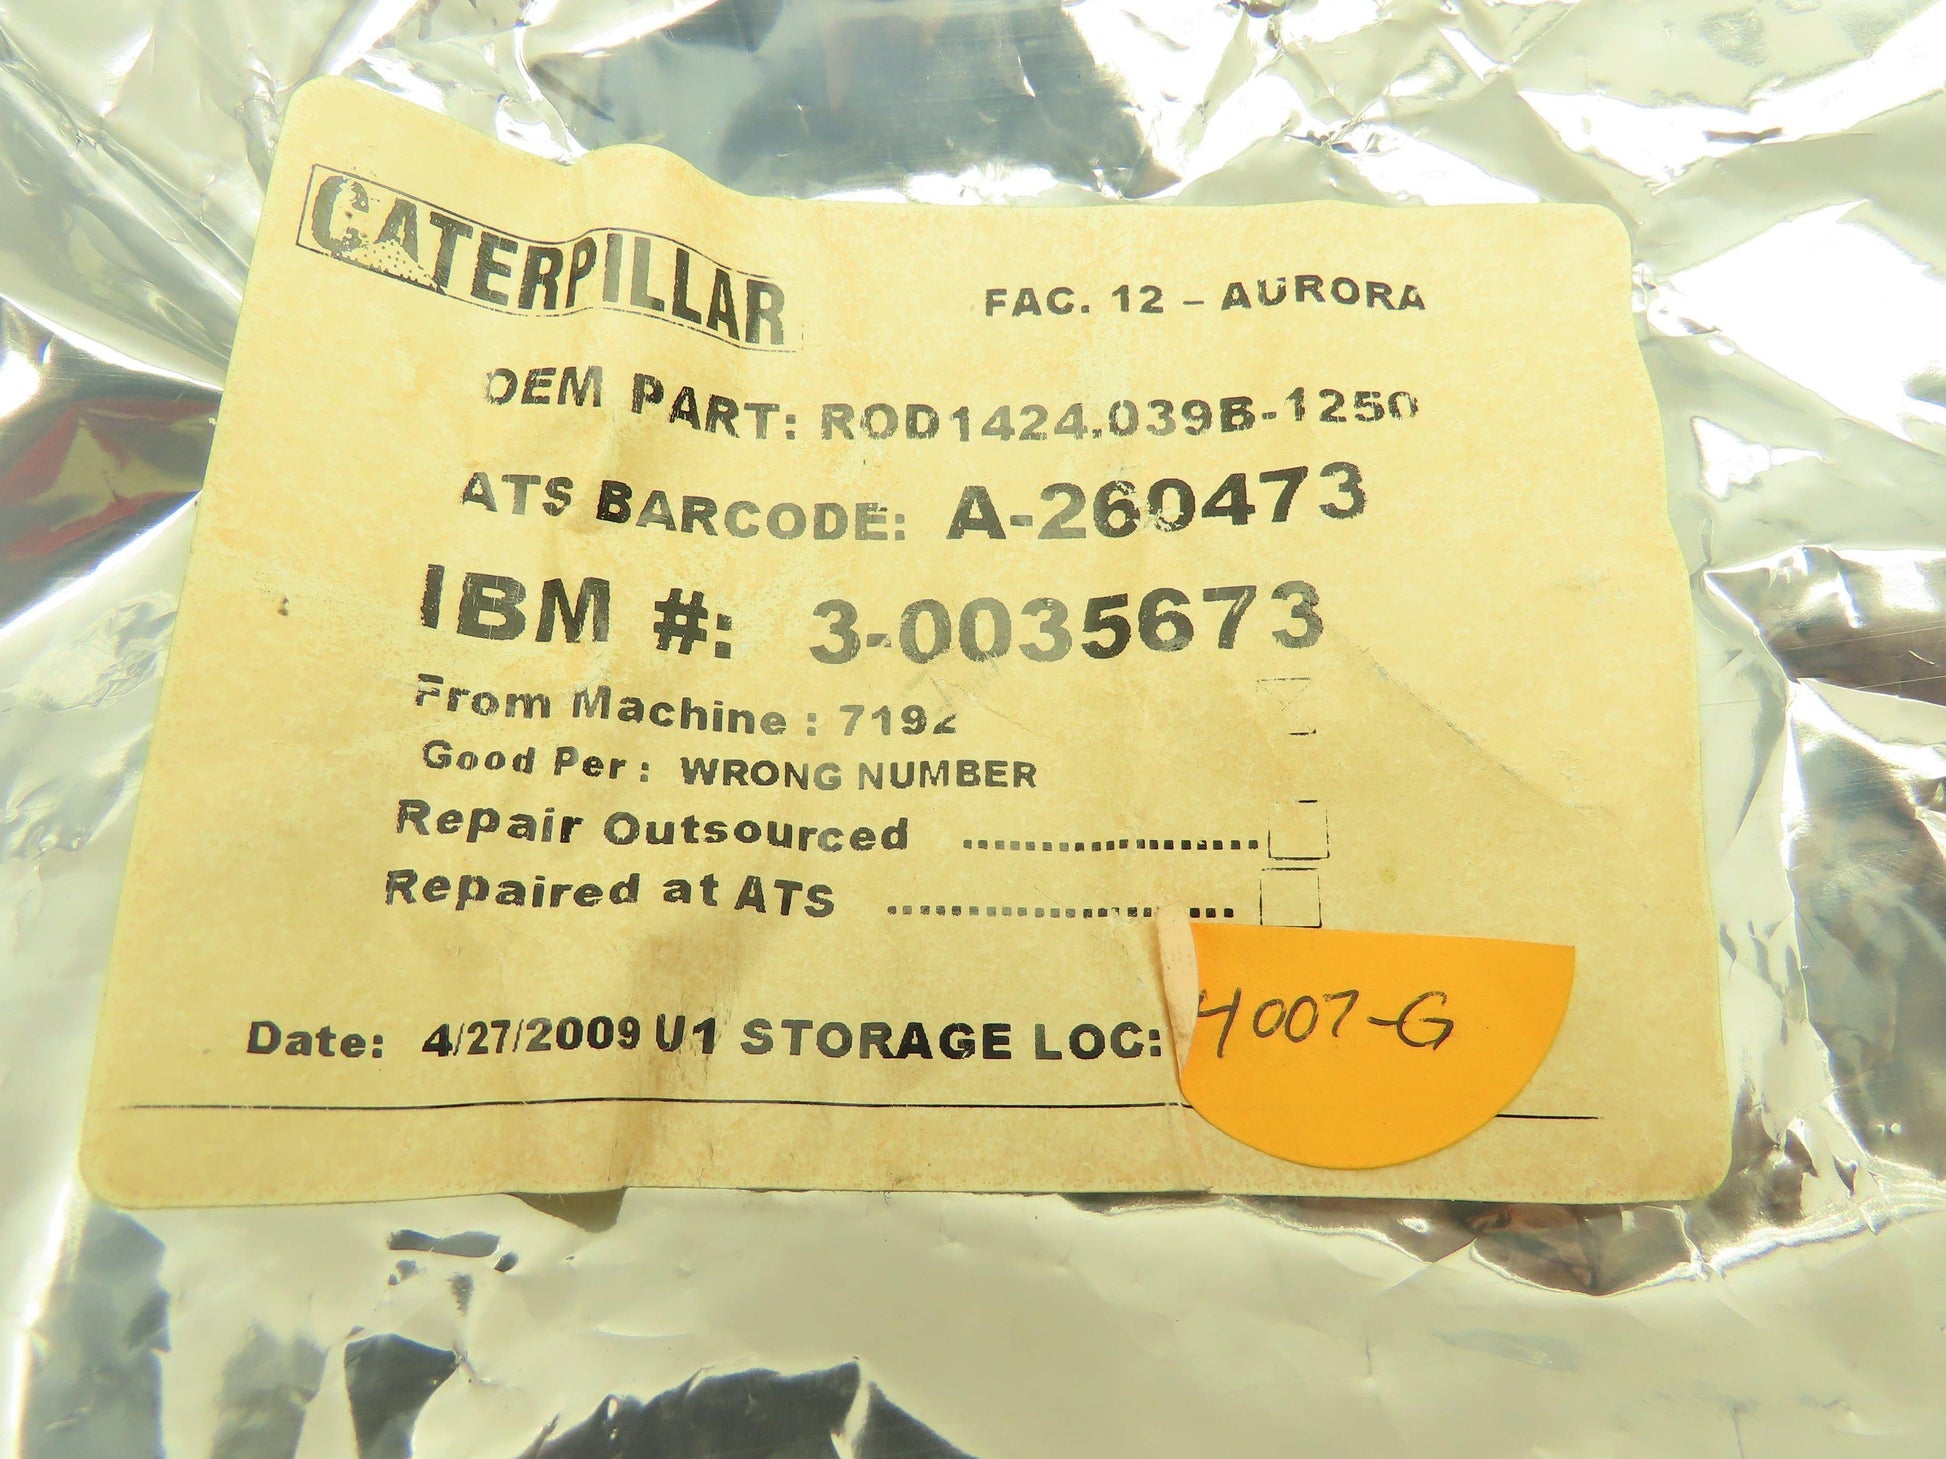 CATERPILLAR
FAC. 12 – AURORA
OEM PART: ROD1424.039B-1250
ATS BARCODE: A-260473
IBM #: 3-0035673
From Machine : 7192
Good Per : WRONG NUMBER
Repair Outsourced ......................
Repaired at ATS ......................
Date: 4/27/2009 U1 STORAGE LOC:
4007-G